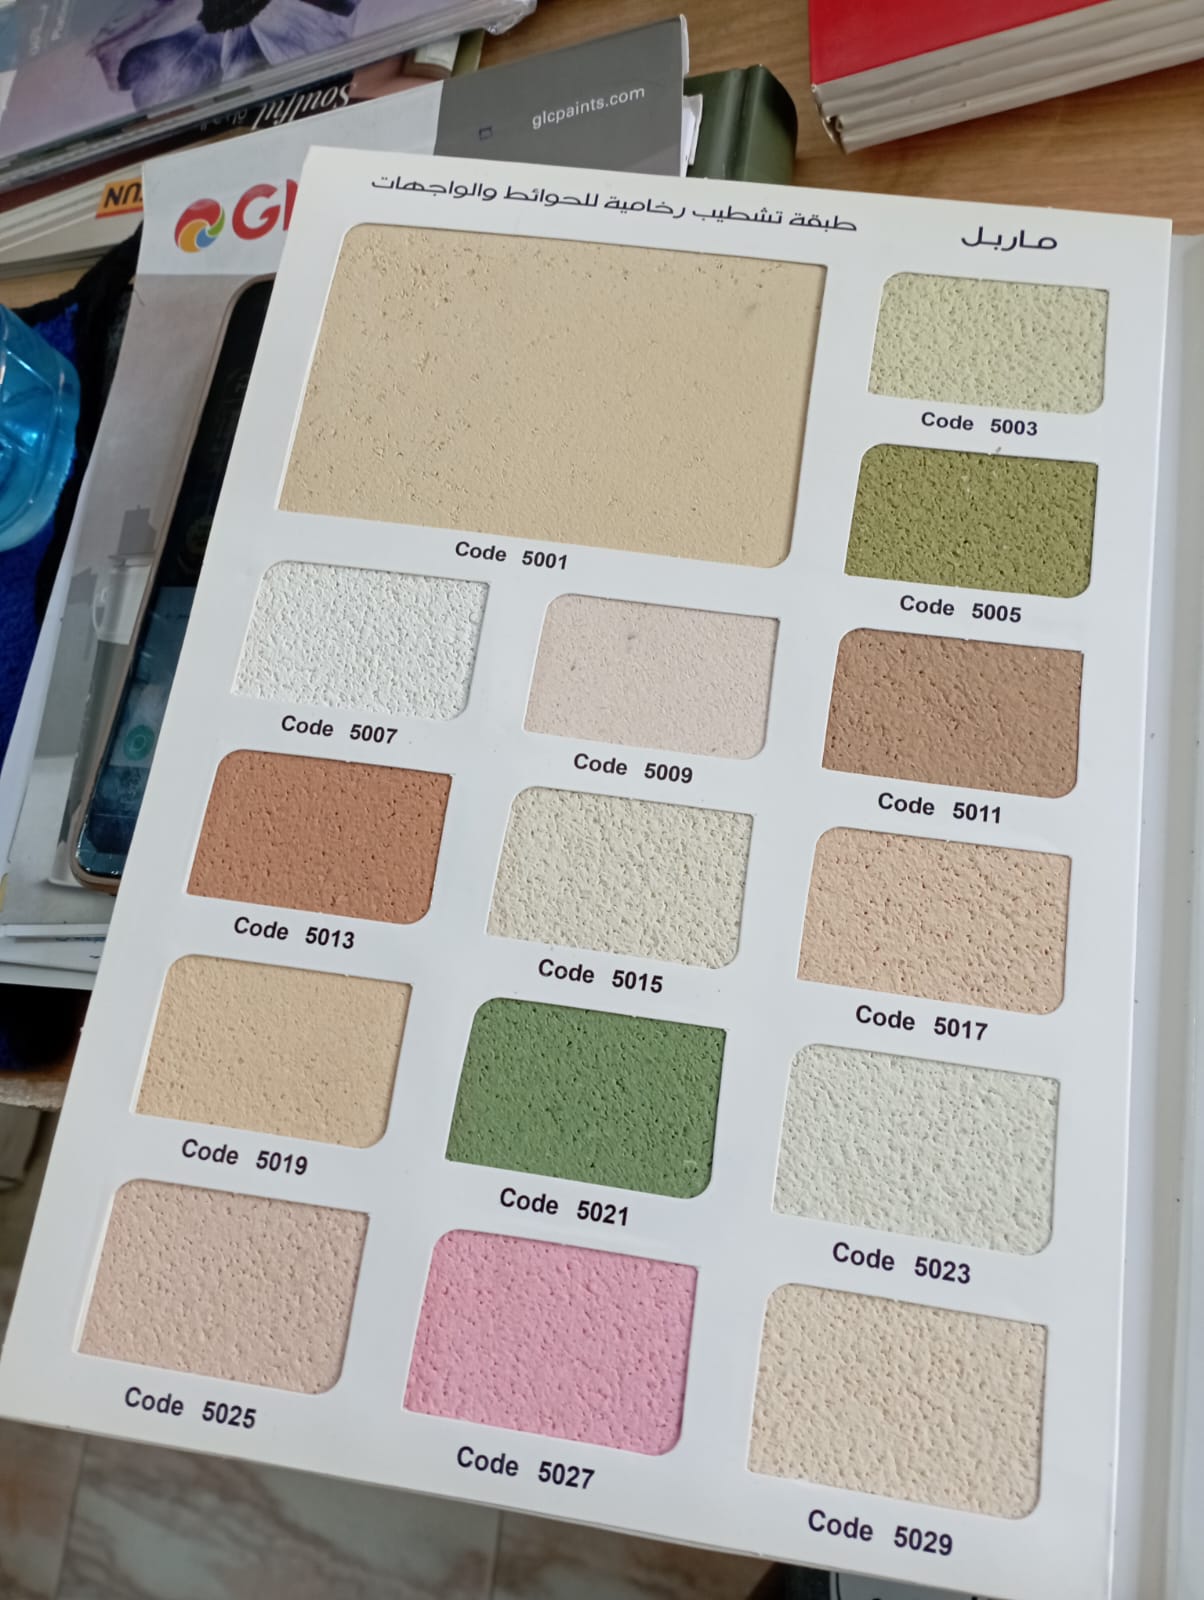 soulful
glcpaints.com
طبقة تشطيب رخامية للحوائط والواجهات
ماربل
Code 5003
Code 5001
Code 5005
Code 5007
Code 5009
Code 5011
Code 5013
Code 5015
Code 5017
Code 5019
Code 5021
Code 5023
Code 5025
Code 5027
Code 5029